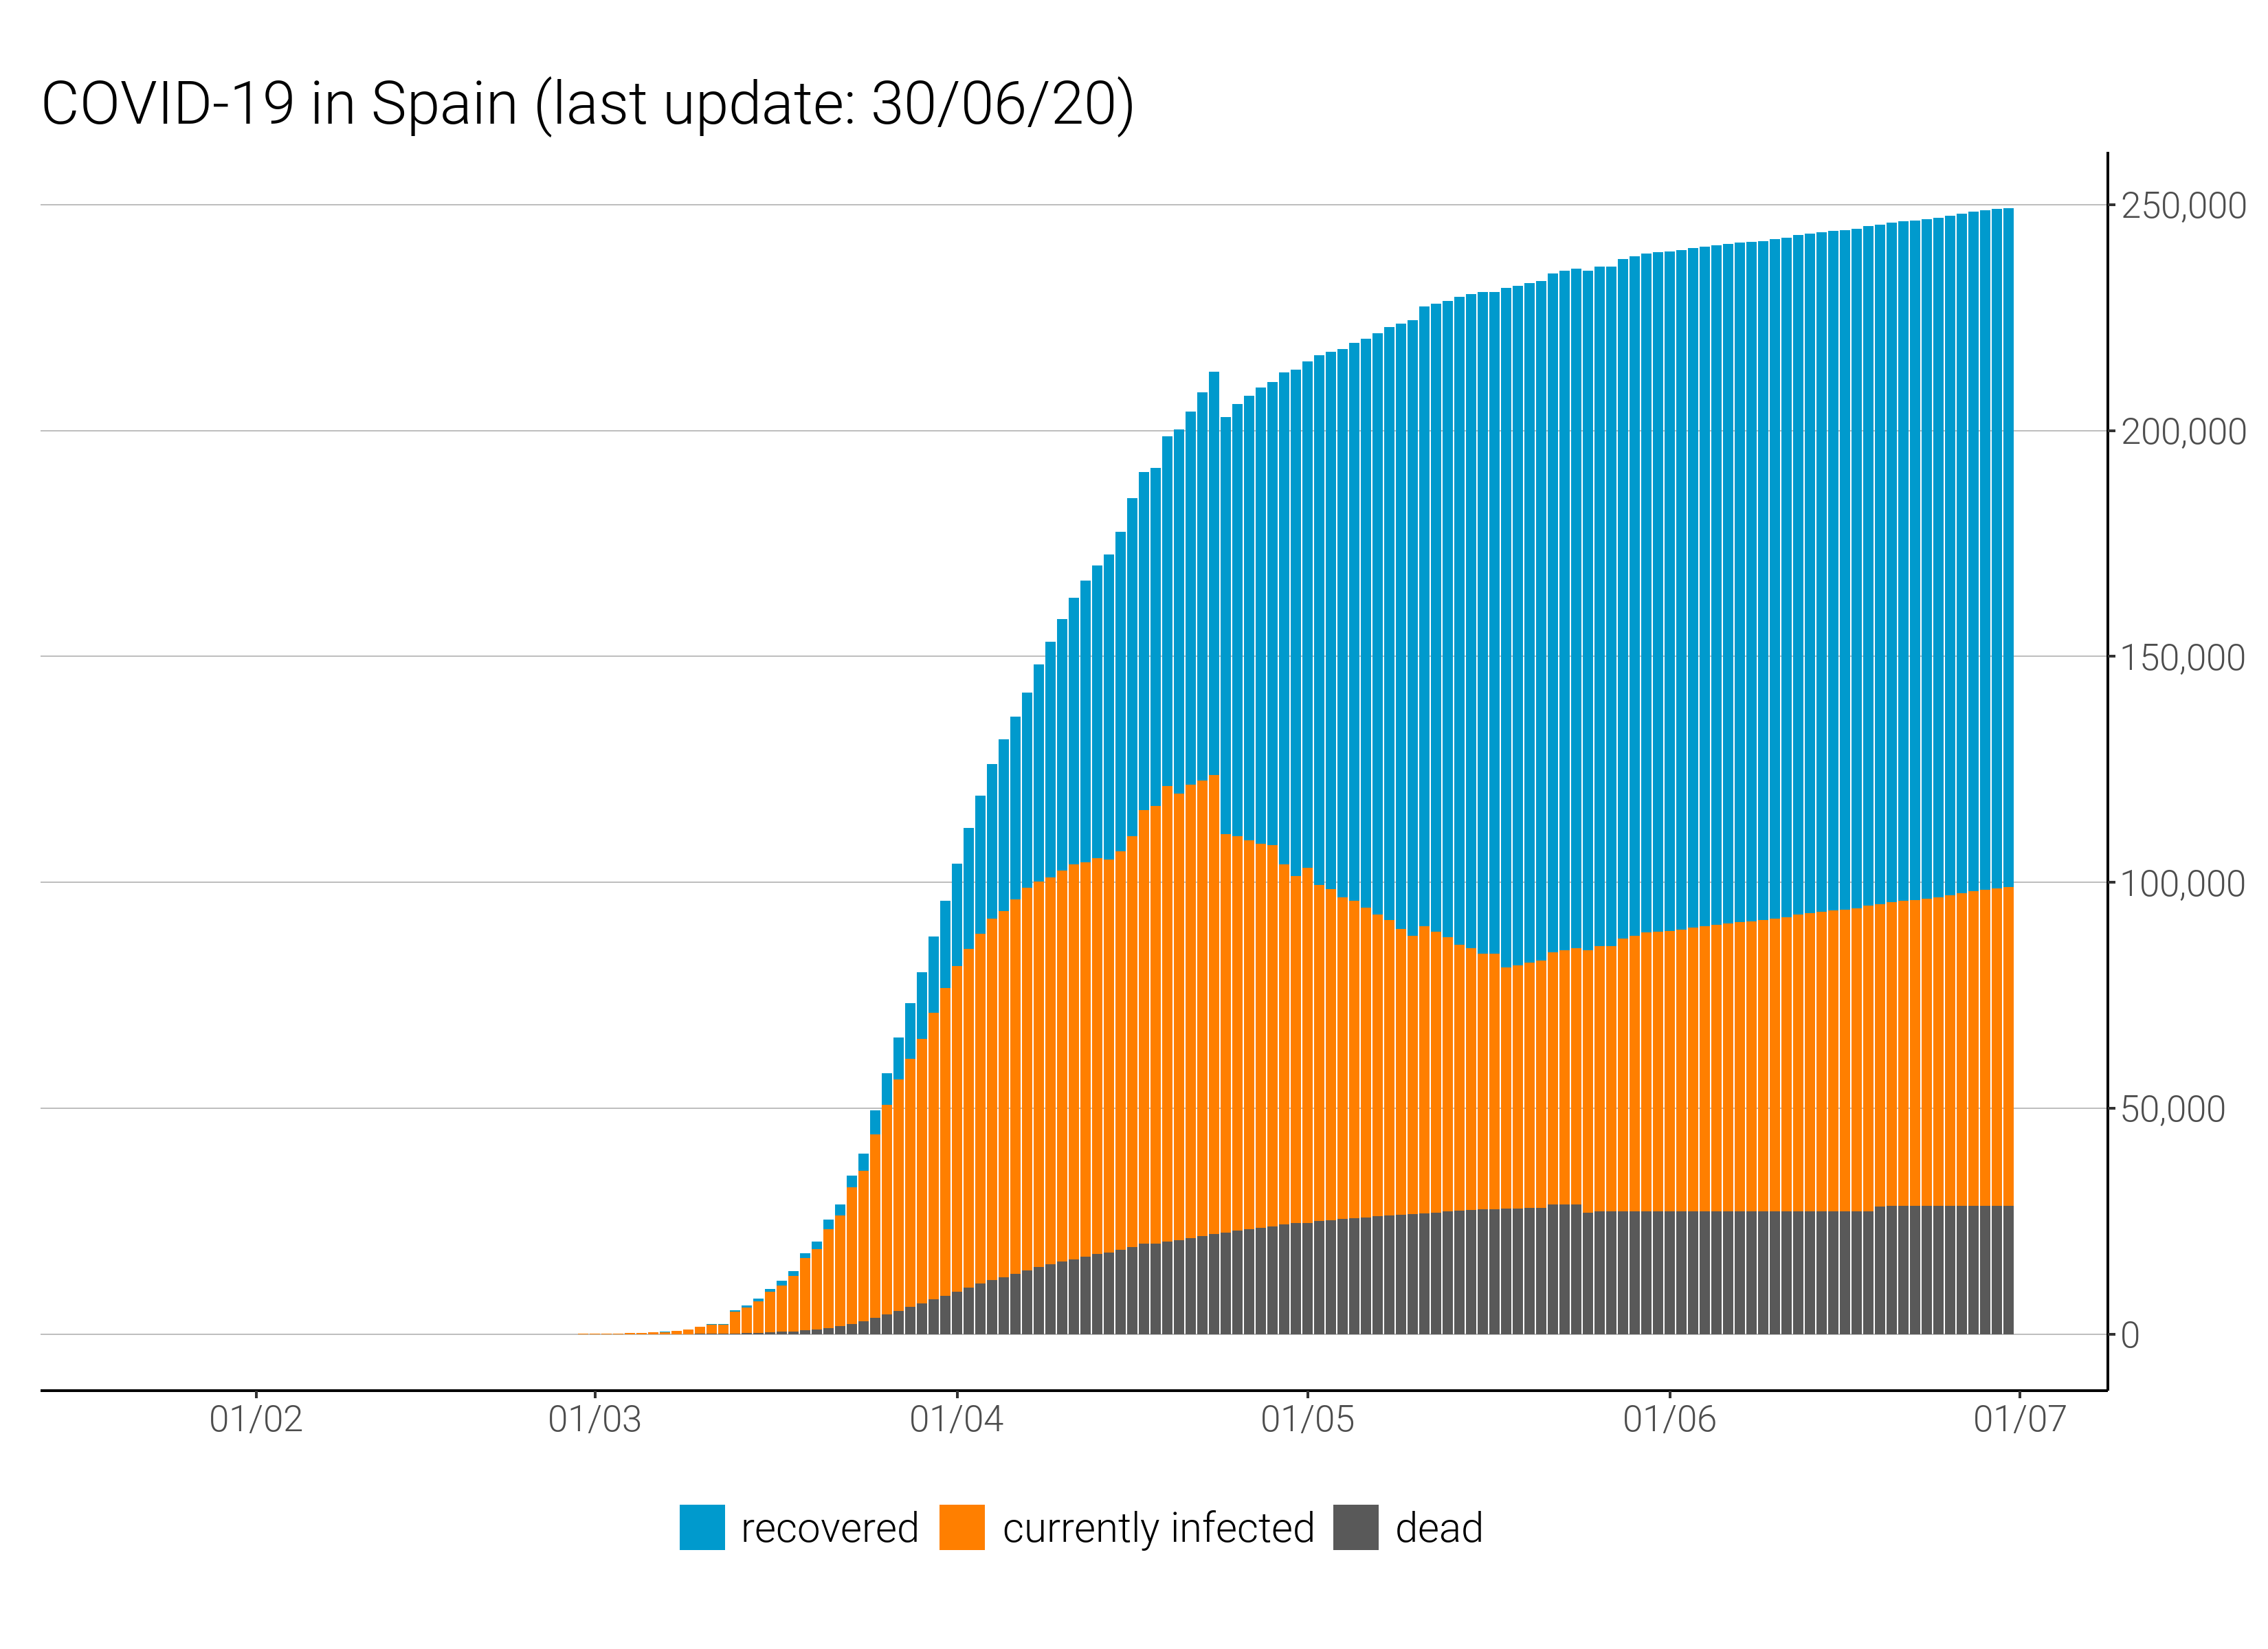 COVID-19 in Spain (last update: 30/06/20)
250,000
200,000
150,000
100,000
50,000
0
01/02 01/03 01/04 01/05 01/06 01/07
recovered currently infected dead